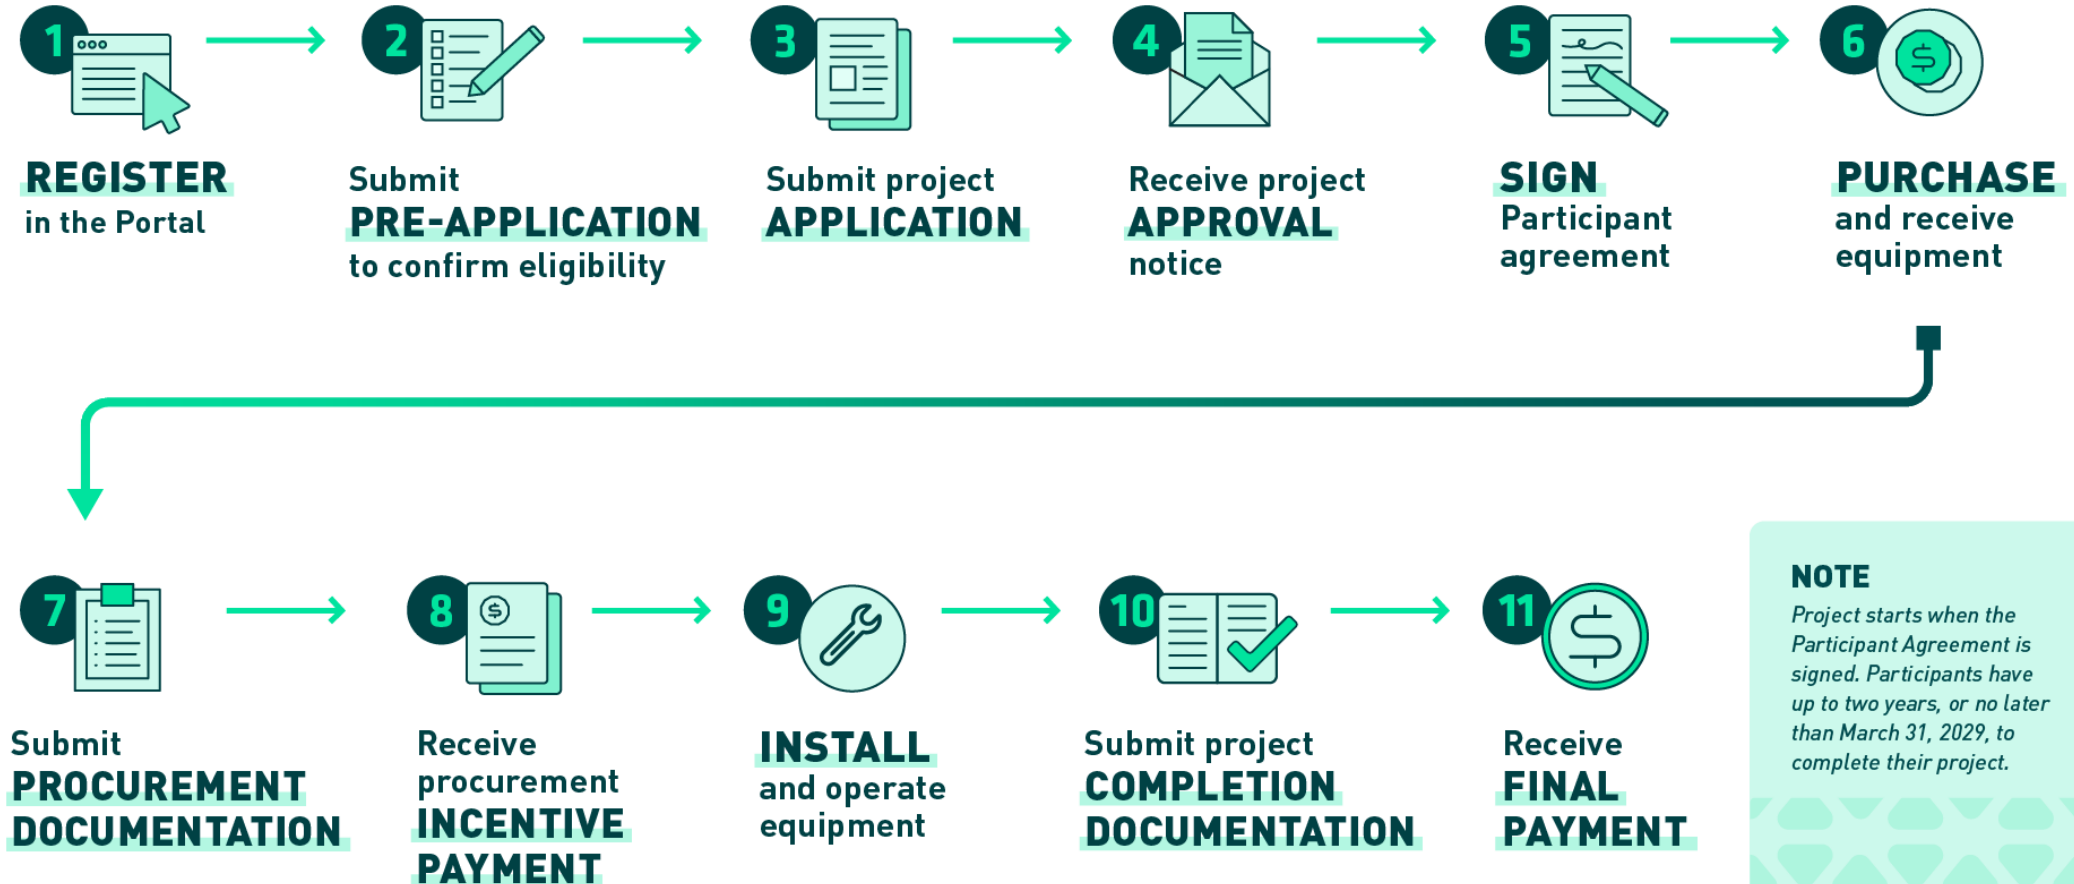 1
REGISTER
in the Portal
2
Submit
PRE-APPLICATION
to confirm eligibility
3
Submit project
APPLICATION
4
Receive project
APPROVAL
notice
5
SIGN
Participant
agreement
6
$
PURCHASE
and receive
equipment
7
Submit
PROCUREMENT
DOCUMENTATION
8
$
Receive
procurement
INCENTIVE
PAYMENT
9
INSTALL
and operate
equipment
10
Submit project
COMPLETION
DOCUMENTATION
11
$
Receive
FINAL
PAYMENT
NOTE
Project starts when the
Participant Agreement is
signed. Participants have
up to two years, or no later
than March 31, 2029, to
complete their project.